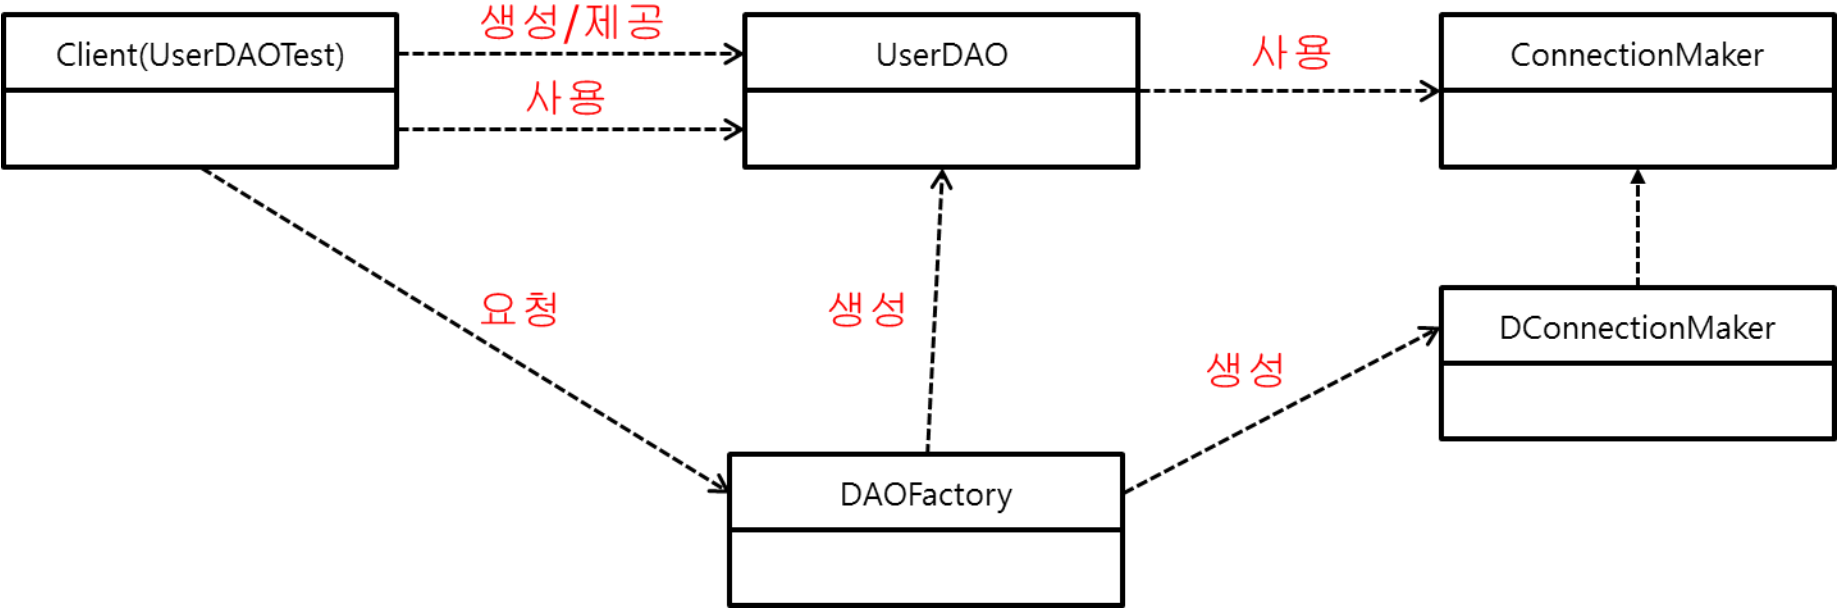 생성/제공
Client(UserDAOTest)
UserDAO
사용
ConnectionMaker
사용
요청
생성
DConnectionMaker
생성
DAOFactory